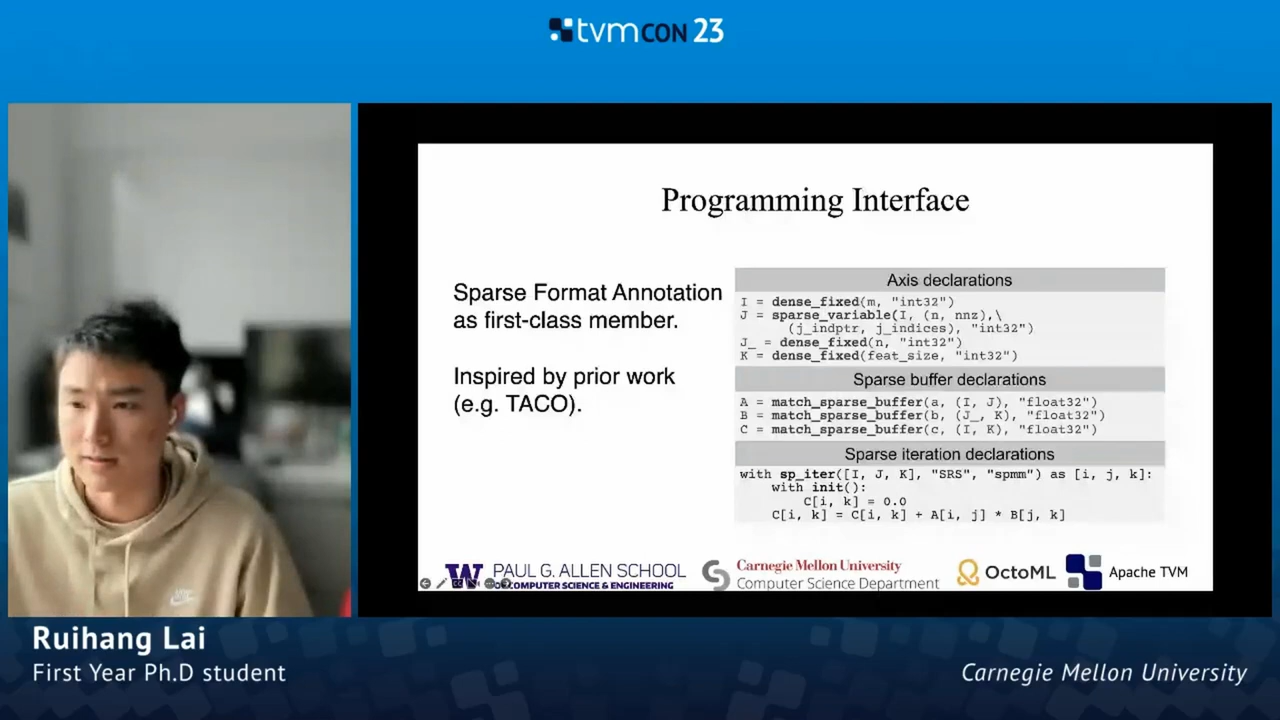 tvmcon 23
Programming Interface
Sparse Format Annotation
as first-class member.
Inspired by prior work
(e.g. TACO).
Axis declarations
I = dense_fixed(m, "int32")
J = sparse_variable(I, (n, nnz),\
(j_indptr, j_indices), "int32")
J_ = dense_fixed(n, "int32")
K = dense_fixed(feat_size, "int32")
Sparse buffer declarations
A = match_sparse_buffer(a, (I, J), "float32")
B = match_sparse_buffer(b, (J_, K), "float32")
C = match_sparse_buffer(c, (I, K), "float32")
Sparse iteration declarations
with sp_iter([I, J, K], "SRS", "spmm") as [i, j, k]:
with init():
C[i, k] = 0.0
C[i, k] = C[i, k] + A[i, j] * B[j, k]
W PAUL G. ALLEN SCHOOL
OF COMPUTER SCIENCE & ENGINEERING
Carnegie Mellon University
Computer Science Department
OctoML
Apache TVM
Ruihang Lai
First Year Ph.D student
Carnegie Mellon University